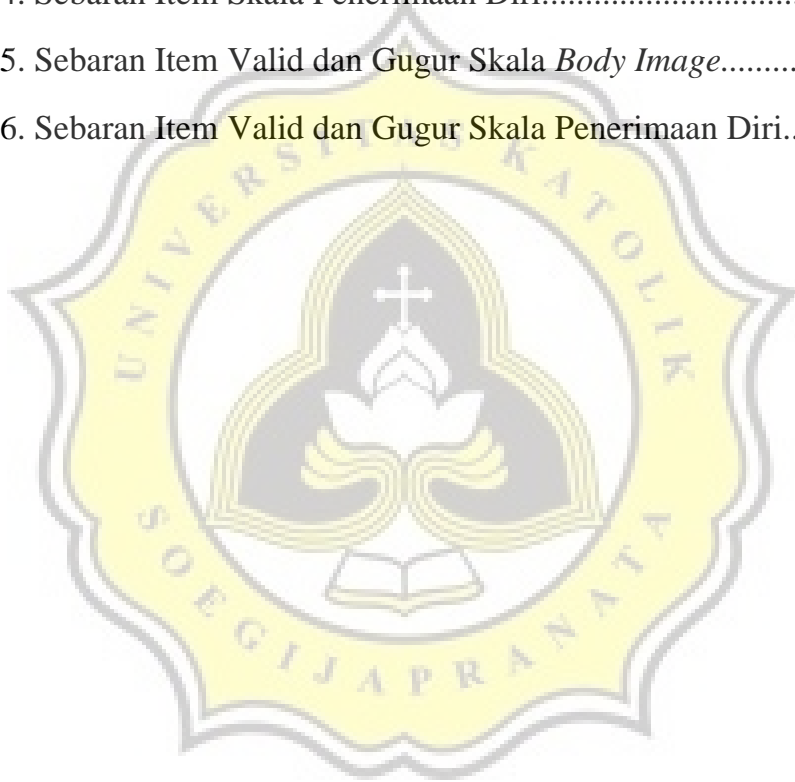 4. Sebaran Item Skala Penerimaan Diri..............................
5. Sebaran Item Valid dan Gugur Skala Body Image.........
6. Sebaran Item Valid dan Gugur Skala Penerimaan Diri..
UNIVERSITAS KATOLIK
SOEGIJAPRANATA